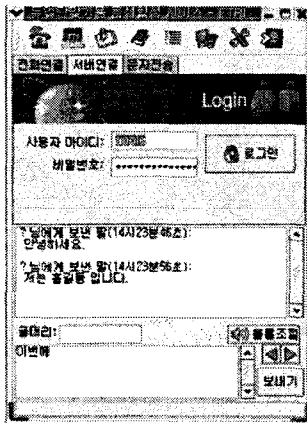 전화연결 서버연결 문자전송
Login
사용자 아이디:
비밀번호: **************
로그인
?님에게 보낸 말(14시23분46초):
안녕하세요.
?님에게 보낸 말(14시23분56초):
저는 홍길동 입니다.
글머리:
볼륨조절
이번에
보내기